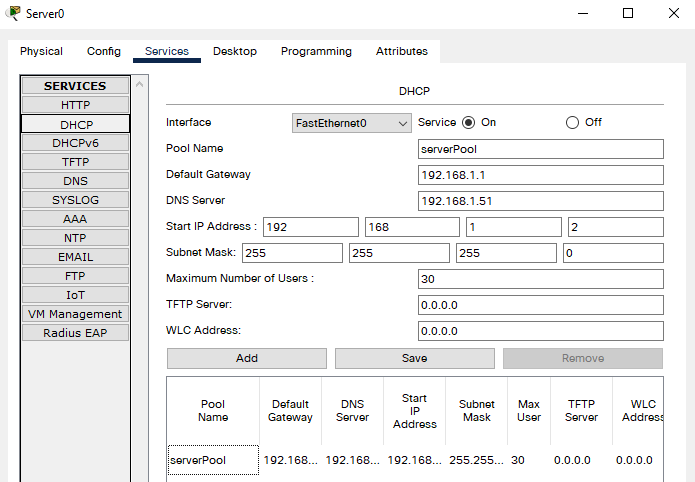 Server0
Physical Config Services Desktop Programming Attributes
SERVICES
HTTP
DHCP
DHCPv6
TFTP
DNS
SYSLOG
AAA
NTP
EMAIL
FTP
IoT
VM Management
Radius EAP
DHCP
Interface FastEthernet0 Service On Off
Pool Name serverPool
Default Gateway 192.168.1.1
DNS Server 192.168.1.51
Start IP Address : 192 168 1 2
Subnet Mask: 255 255 255 0
Maximum Number of Users : 30
TFTP Server: 0.0.0.0
WLC Address: 0.0.0.0
Add Save Remove
Pool Name Default Gateway DNS Server Start IP Address Subnet Mask Max User TFTP Server WLC Address
serverPool 192.168... 192.168... 192.168... 255.255... 30 0.0.0.0 0.0.0.0